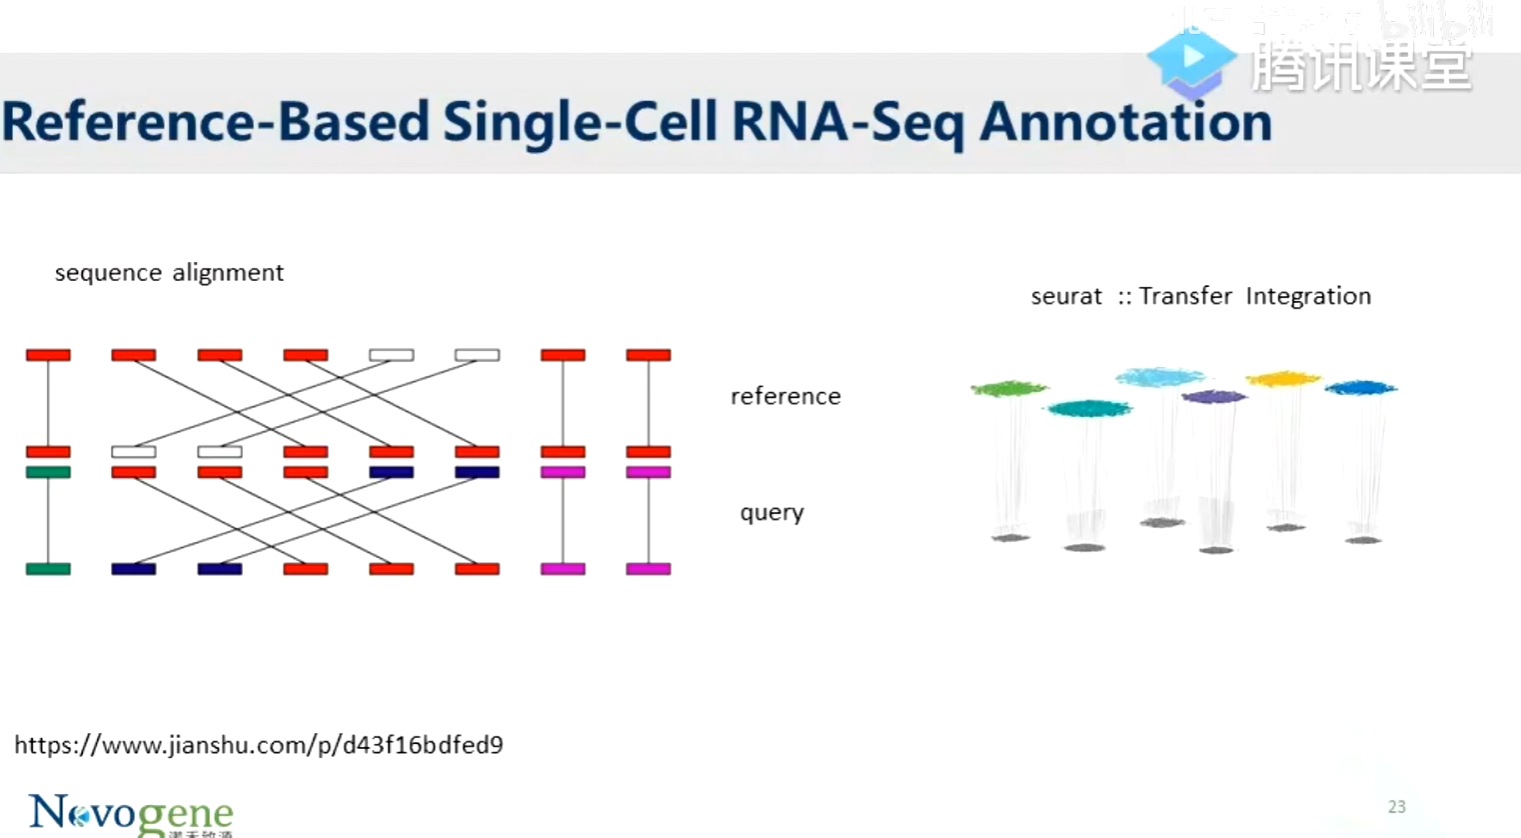 腾讯课堂
Reference-Based Single-Cell RNA-Seq Annotation
sequence alignment
seurat :: Transfer Integration
reference
query
https://www.jianshu.com/p/d43f16bdfed9
Novogene
23